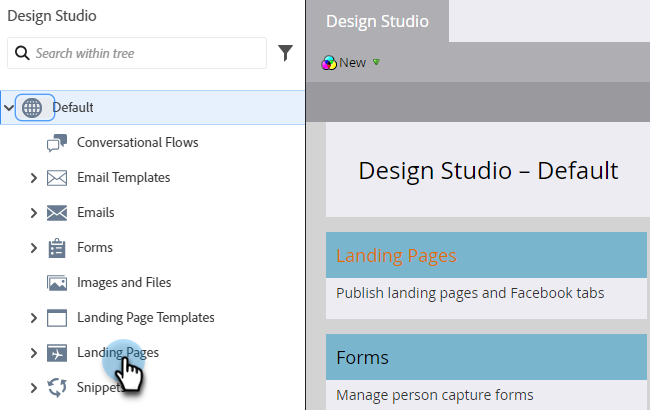 Design Studio
Search within tree
Default
Conversational Flows
Email Templates
Emails
Forms
Images and Files
Landing Page Templates
Landing Pages
Snippets
Design Studio
New
Design Studio – Default
Landing Pages
Publish landing pages and Facebook tabs
Forms
Manage person capture forms